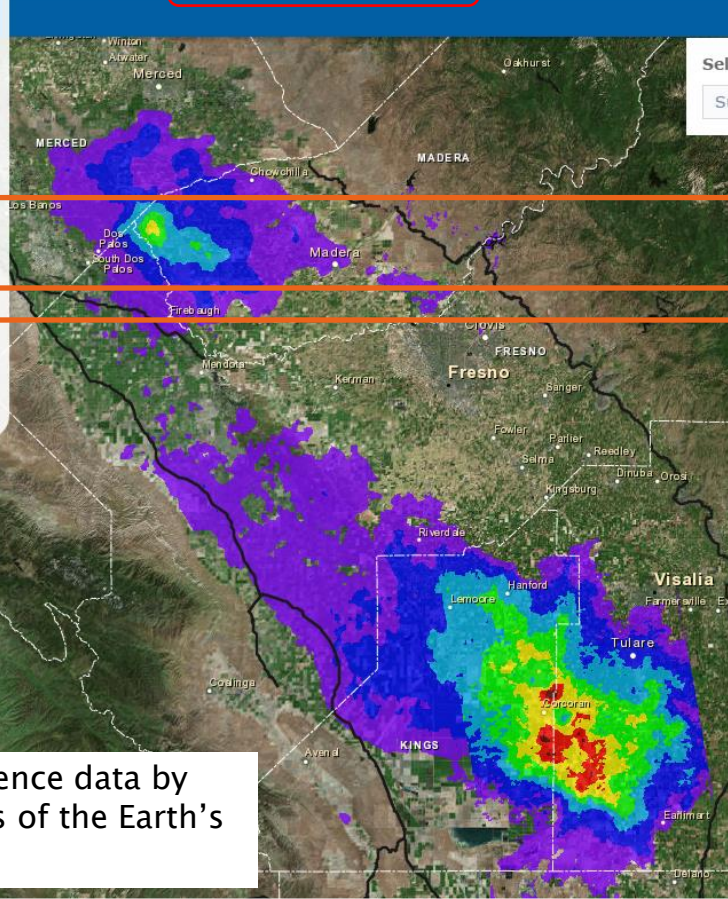 Winton
Atwater
Merced
Oakhurst
Sel
S
MERCED
MADERA
Chowchilla
Los Banos
Dos
Palos
South Dos
Palos
Madera
Firebaugh
Clovis
FRESNO
Mendota
Fresno
Kerman
Sanger
Fowler
Parlier
Reedley
Selma
Dinuba
Orosi
Kingsburg
Riverdale
Visalia
Hanford
Lemoore
Farmersville
Ex
Tulare
Coalinga
Corcoran
KINGS
Avenal
ence data by
s of the Earth's
Earlimart
Delano